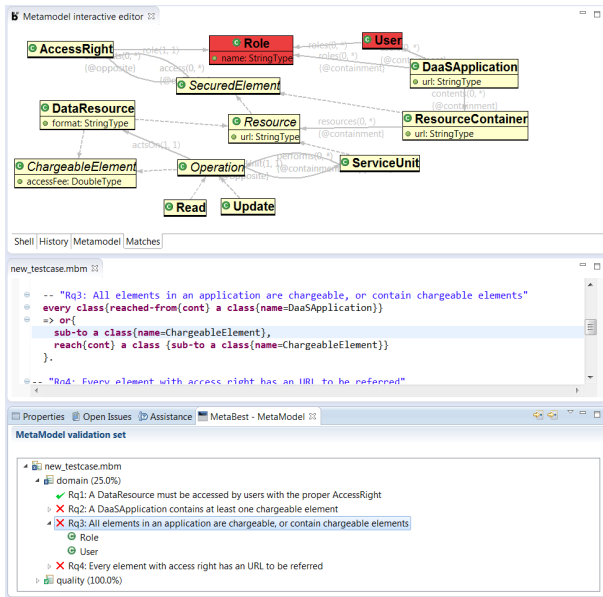 Metamodel interactive editor
AccessRight
role(1, 1)
Role
name: StringType
roles(0, *)
roles(0, *)
{@containment}
User
access(0, *)
{@opposite}
SecuredElement
DaaSApplication
url: StringType
contents(0, *)
{@containment}
DataResource
format: StringType
Resource
url: StringType
resources(0, *)
{@containment}
ResourceContainer
url: StringType
actsOn(1, 1)
ChargeableElement
accessFee: DoubleType
Operation
performs(0, *)
{@containment}
ServiceUnit
Read
Update
Shell History Metamodel Matches
new_testcase.mbm
-- "Rq3: All elements in an application are chargeable, or contain chargeable elements"
every class{reached-from{cont} a class{name=DaaSApplication}}
=> or{
sub-to a class{name=ChargeableElement},
reach{cont} a class {sub-to a class{name=ChargeableElement}}
}.
-- "Rq4: Every element with access right has an URL to be referred"
Properties Open Issues Assistance MetaBest - MetaModel
MetaModel validation set
new_testcase.mbm
domain (25.0%)
Rq1: A DataResource must be accessed by users with the proper AccessRight
Rq2: A DaaSApplication contains at least one chargeable element
Rq3: All elements in an application are chargeable, or contain chargeable elements
Role
User
Rq4: Every element with access right has an URL to be referred
quality (100.0%)